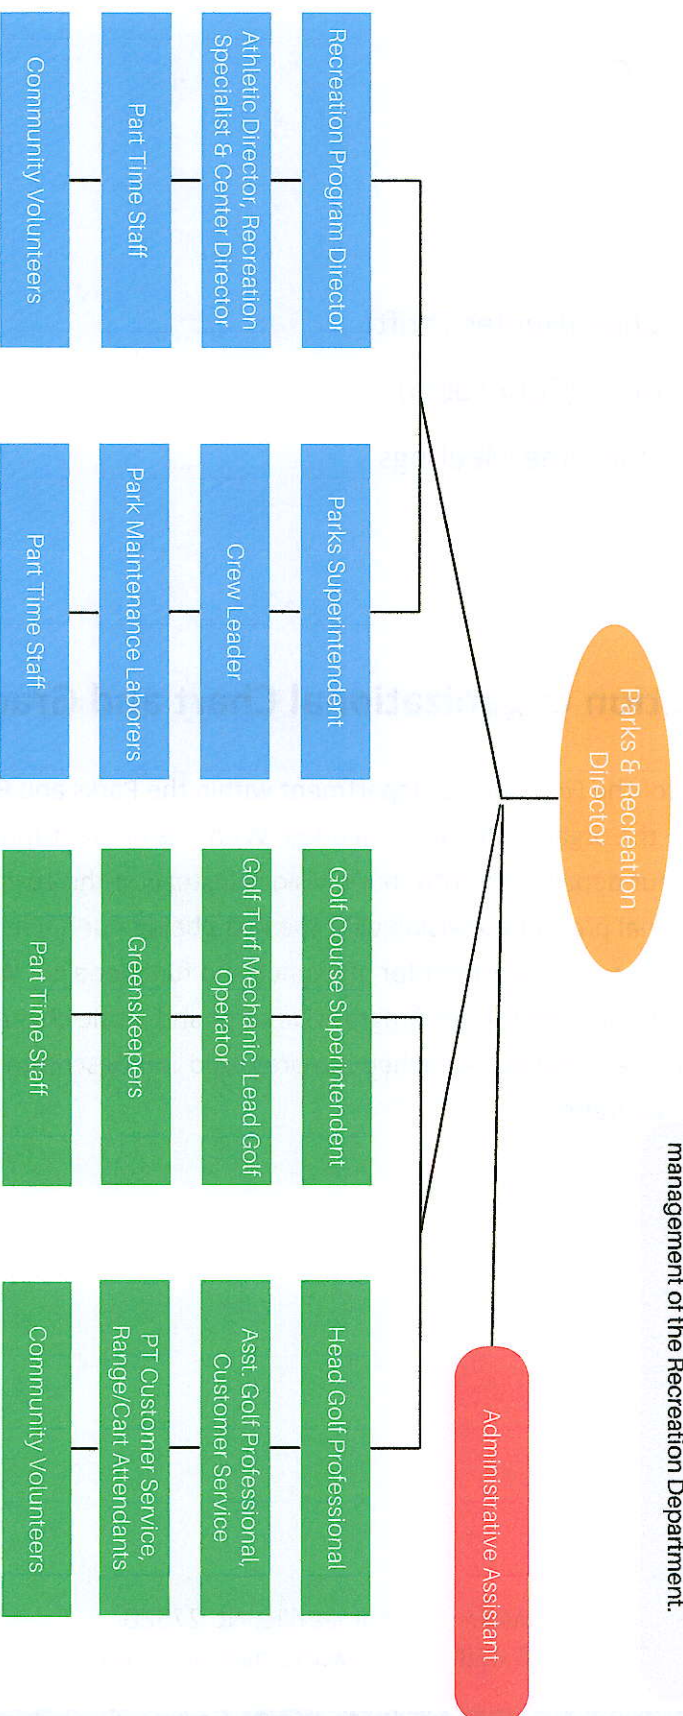 management of the Recreation Department.
Parks & Recreation
Director
Administrative Assistant
Recreation Program Director
Athletic Director, Recreation
Specialist & Center Director
Part Time Staff
Community Volunteers
Parks Superintendent
Crew Leader
Park Maintenance Laborers
Part Time Staff
Golf Course Superintendent
Golf Turf Mechanic, Lead Golf
Operator
Greenskeepers
Part Time Staff
Head Golf Professional
Asst. Golf Professional,
Customer Service
PT Customer Service,
Range/Cart Attendants
Community Volunteers